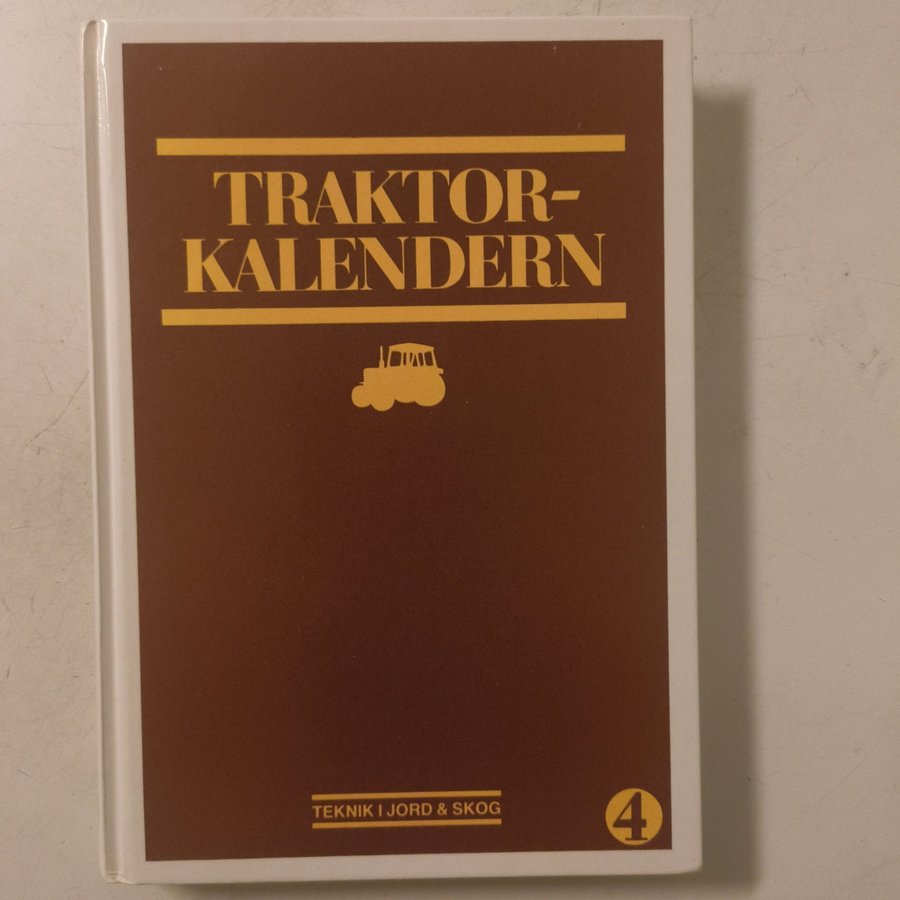 TRAKTOR-
KALENDERN
TEKNIK I JORD & SKOG
4